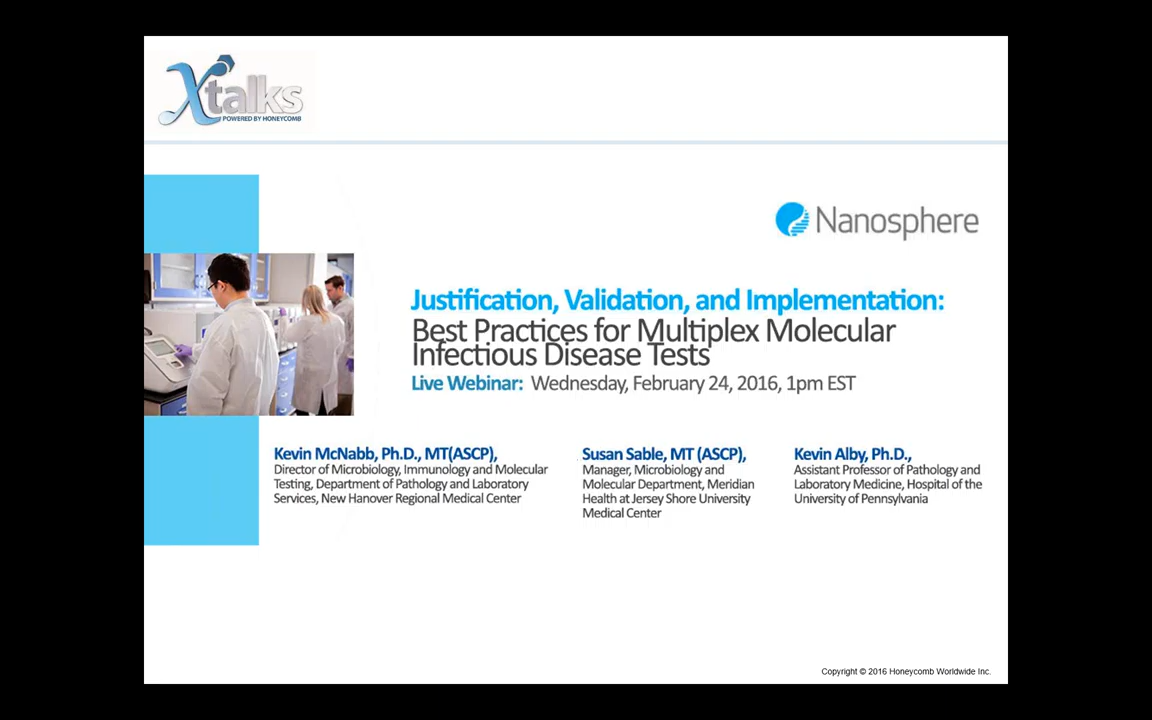 Xtalks
POWERED BY HONEYCOMB
Nanosphere
Justification, Validation, and Implementation:
Best Practices for Multiplex Molecular
Infectious Disease Tests
Live Webinar: Wednesday, February 24, 2016, 1pm EST
Kevin McNabb, Ph.D., MT(ASCP),
Director of Microbiology, Immunology and Molecular
Testing, Department of Pathology and Laboratory
Services, New Hanover Regional Medical Center
Susan Sable, MT (ASCP),
Manager, Microbiology and
Molecular Department, Meridian
Health at Jersey Shore University
Medical Center
Kevin Alby, Ph.D.,
Assistant Professor of Pathology and
Laboratory Medicine, Hospital of the
University of Pennsylvania
Copyright © 2016 Honeycomb Worldwide Inc.